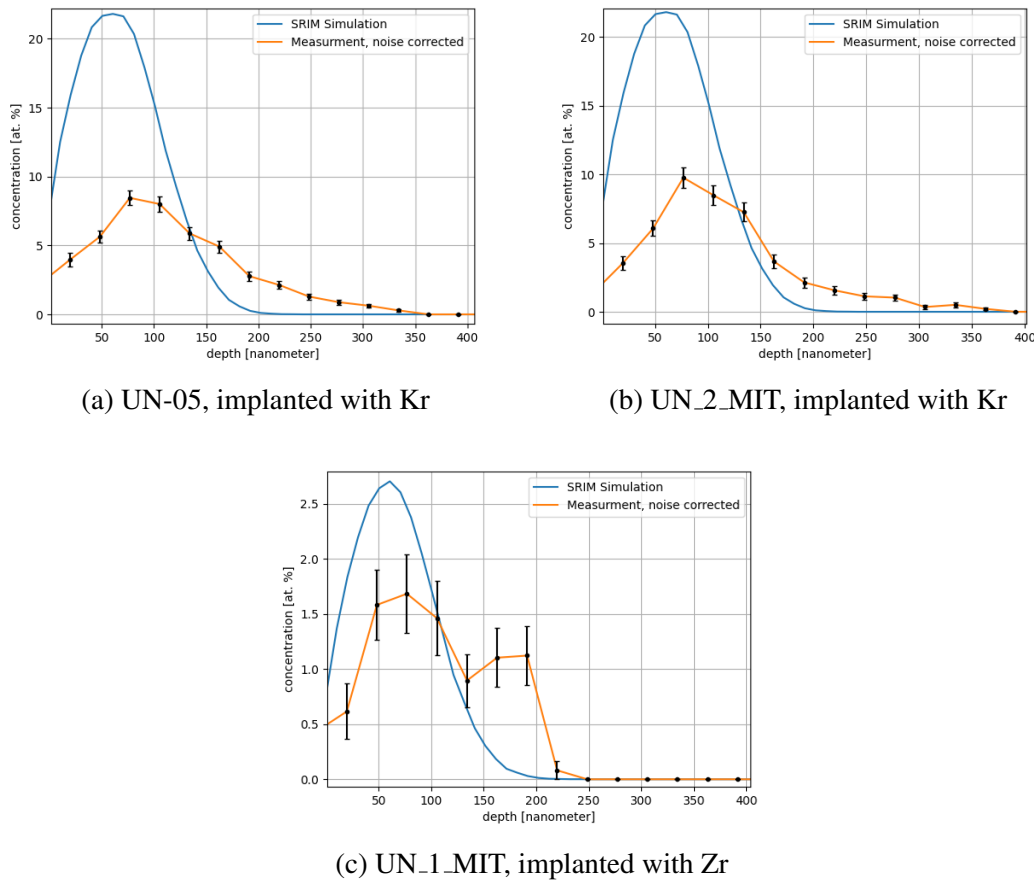 SRIM Simulation
Measurment, noise corrected
concentration [at. %]
20
15
10
5
0
50 100 150 200 250 300 350 400
depth [nanometer]
(a) UN-05, implanted with Kr
SRIM Simulation
Measurment, noise corrected
concentration [at. %]
20
15
10
5
0
50 100 150 200 250 300 350 400
depth [nanometer]
(b) UN_2_MIT, implanted with Kr
SRIM Simulation
Measurment, noise corrected
concentration [at. %]
2.5
2.0
1.5
1.0
0.5
0.0
50 100 150 200 250 300 350 400
depth [nanometer]
(c) UN_1_MIT, implanted with Zr